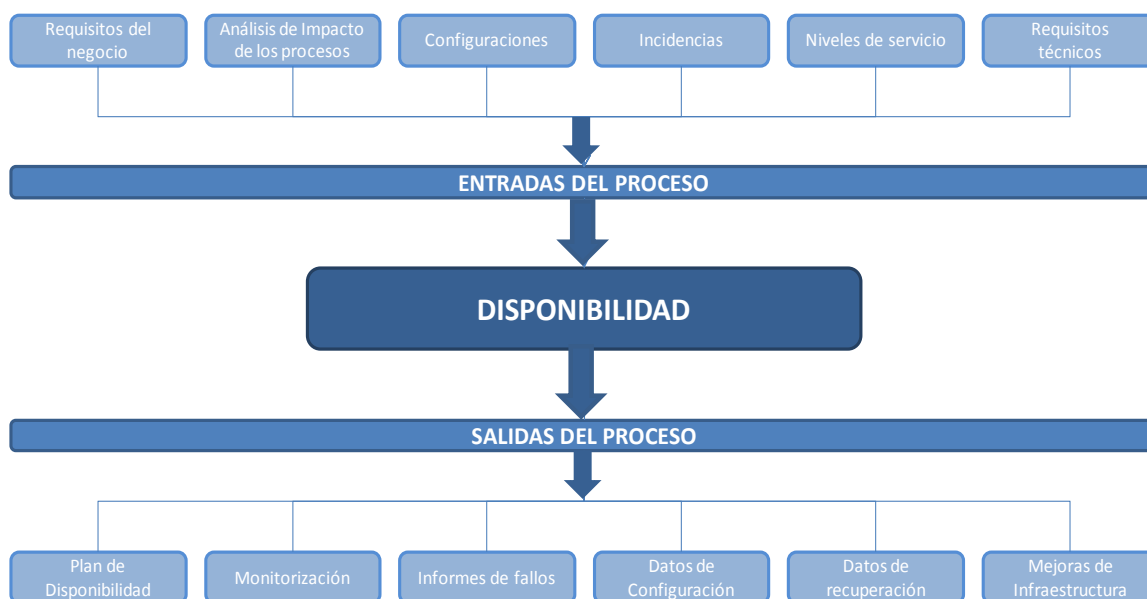 Requisitos del
negocio
Análisis de Impacto
de los procesos
Configuraciones
Incidencias
Niveles de servicio
Requisitos
técnicos
ENTRADAS DEL PROCESO
DISPONIBILIDAD
SALIDAS DEL PROCESO
Plan de
Disponibilidad
Monitorización
Informes de fallos
Datos de
Configuración
Datos de
recuperación
Mejoras de
Infraestructura